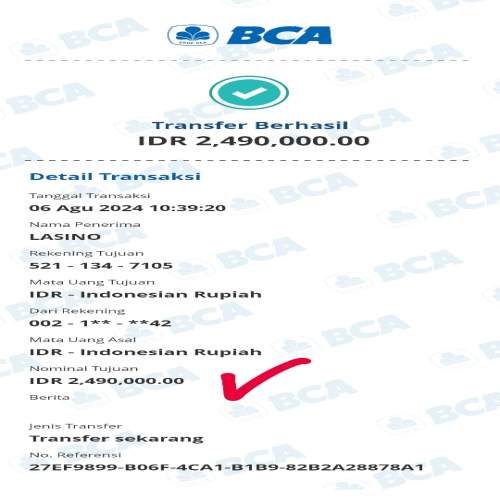 BCA
Transfer Berhasil
IDR 2,490,000.00
Detail Transaksi
Tanggal Transaksi
06 Agu 2024 10:39:20
Nama Penerima
LASINO
Rekening Tujuan
521 - 134 - 7105
Mata Uang Tujuan
IDR - Indonesian Rupiah
Dari Rekening
002 - 1** - **42
Mata Uang Asal
IDR - Indonesian Rupiah
Nominal Tujuan
IDR 2,490,000.00
Berita
Jenis Transfer
Transfer sekarang
No. Referensi
27EF9899-B06F-4CA1-B1B9-82B2A28878A1